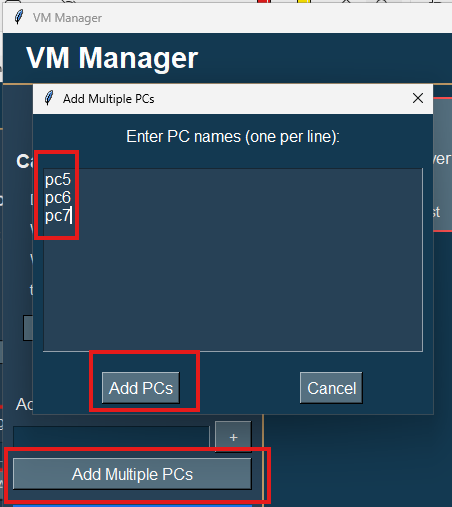 VM Manager
VM Manager
Add Multiple PCs
Enter PC names (one per line):
pc5
pc6
pc7
Add PCs
Cancel
+
Add Multiple PCs